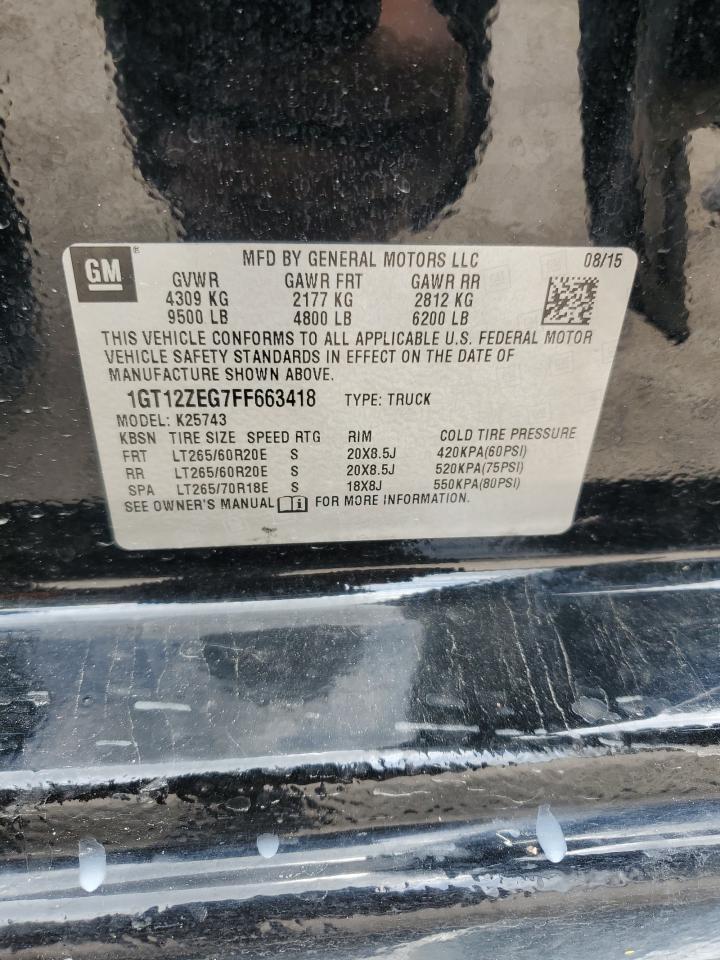 GM ® MFD BY GENERAL MOTORS LLC 08/15
GVWR GAWR FRT GAWR RR
4309 KG 2177 KG 2812 KG
9500 LB 4800 LB 6200 LB
THIS VEHICLE CONFORMS TO ALL APPLICABLE U.S. FEDERAL MOTOR
VEHICLE SAFETY STANDARDS IN EFFECT ON THE DATE OF
MANUFACTURE SHOWN ABOVE.
1GT12ZEG7FF663418 TYPE: TRUCK
MODEL: K25743
KBSN TIRE SIZE SPEED RTG RIM COLD TIRE PRESSURE
FRT LT265/60R20E S 20X8.5J 420KPA(60PSI)
RR LT265/60R20E S 20X8.5J 520KPA(75PSI)
SPA LT265/70R18E S 18X8J 550KPA(80PSI)
SEE OWNER'S MANUAL i FOR MORE INFORMATION.